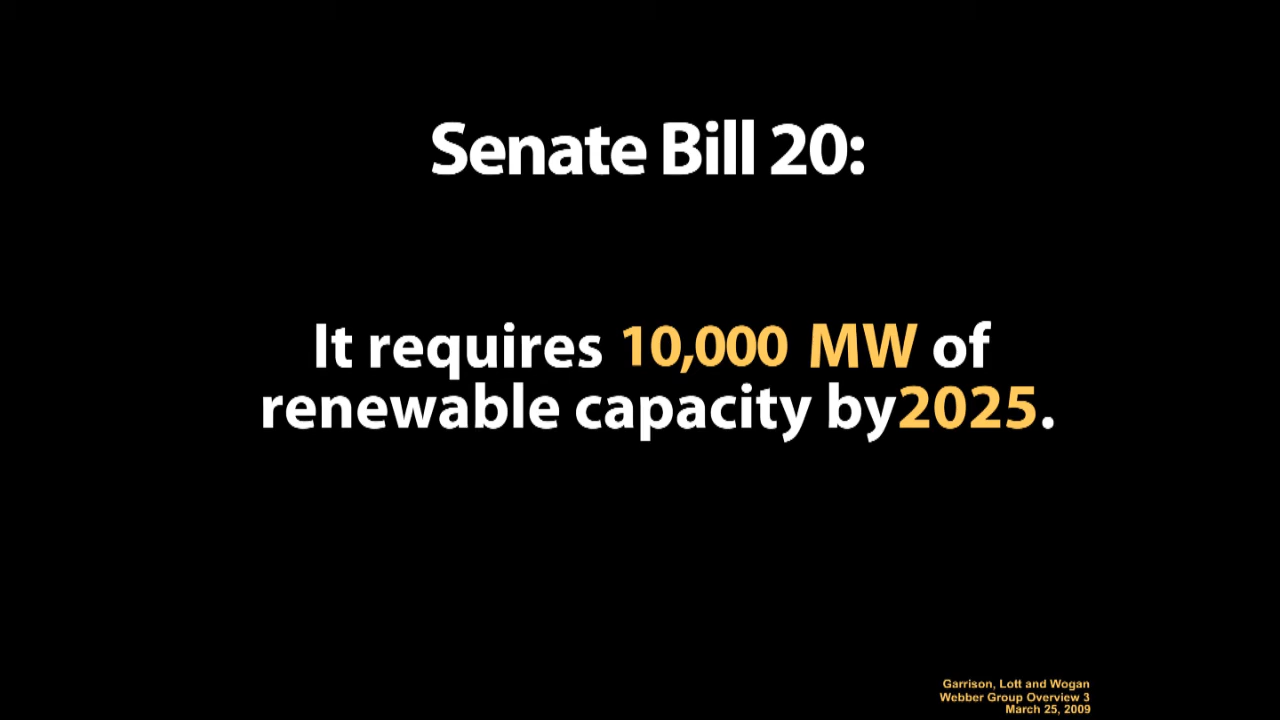 Senate Bill 20:
It requires 10,000 MW of
renewable capacity by2025.
Garrison, Lott and Wogan
Webber Group Overview 3
March 25, 2009